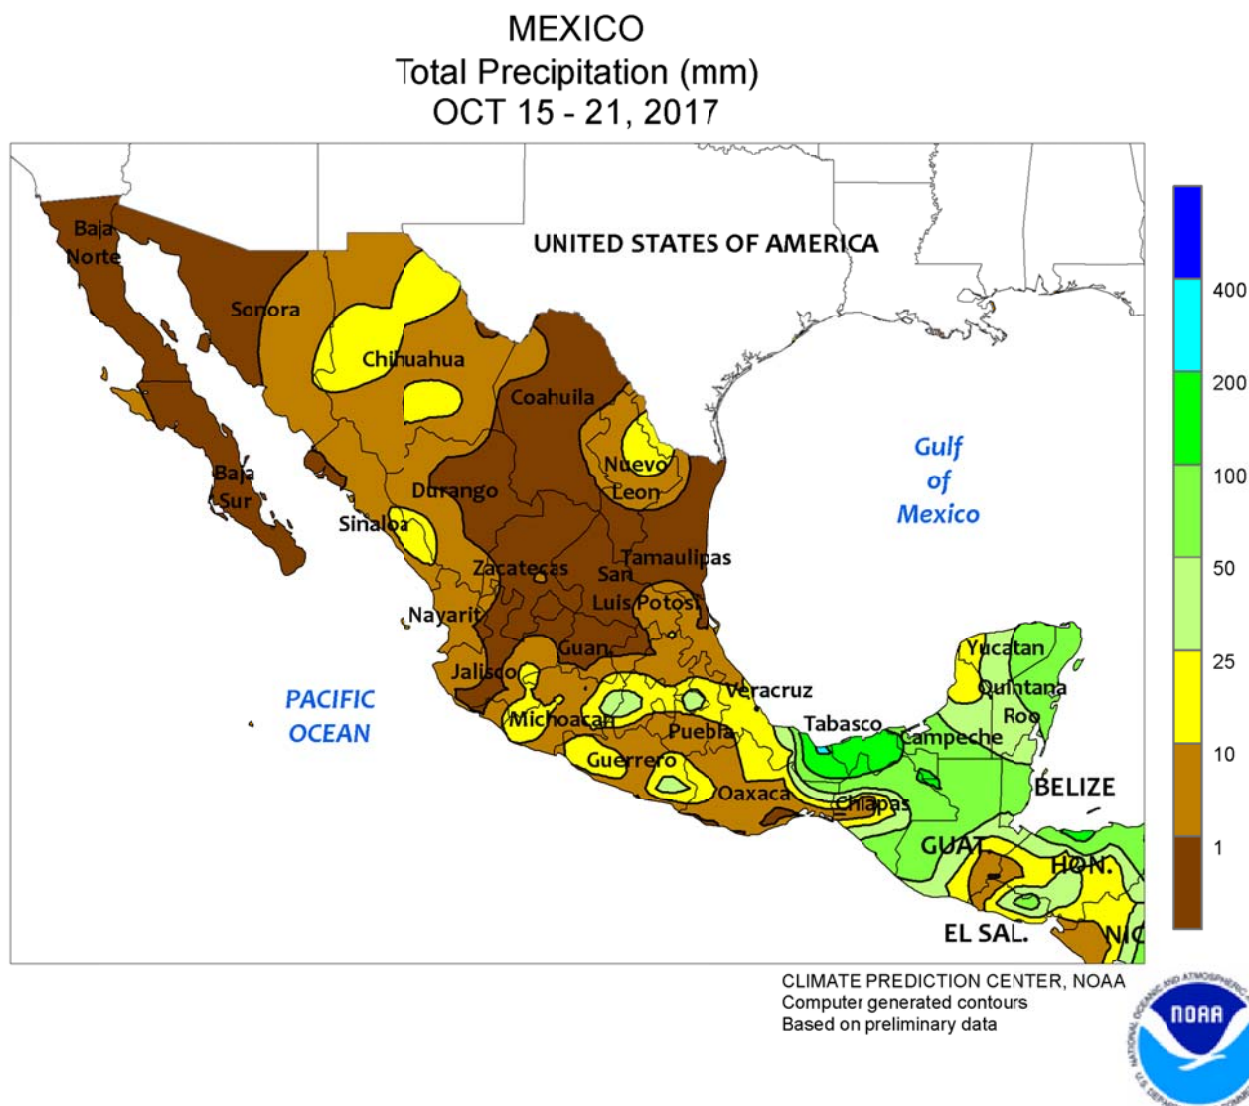 MEXICO
Total Precipitation (mm)
OCT 15 - 21, 2017
Baja
Norte
UNITED STATES OF AMERICA
Sonora
Chihuahua
Coahuila
Gulf
of
Mexico
Nuevo
Leon
Baja
Sur
Durango
Sinaloa
Tamaulipas
Zacatecas
San
Luis Potosi
Nayarit
Guan.
Jalisco
Yucatan
Quintana
Roo
Veracruz
PACIFIC
OCEAN
Michoacan
Tabasco
Campeche
Puebla
Guerrero
BELIZE
Oaxaca
Chiapas
GUAT.
HON.
EL SAL.
NIC
400
200
100
50
25
10
1
CLIMATE PREDICTION CENTER, NOAA
Computer generated contours
Based on preliminary data
NOAA